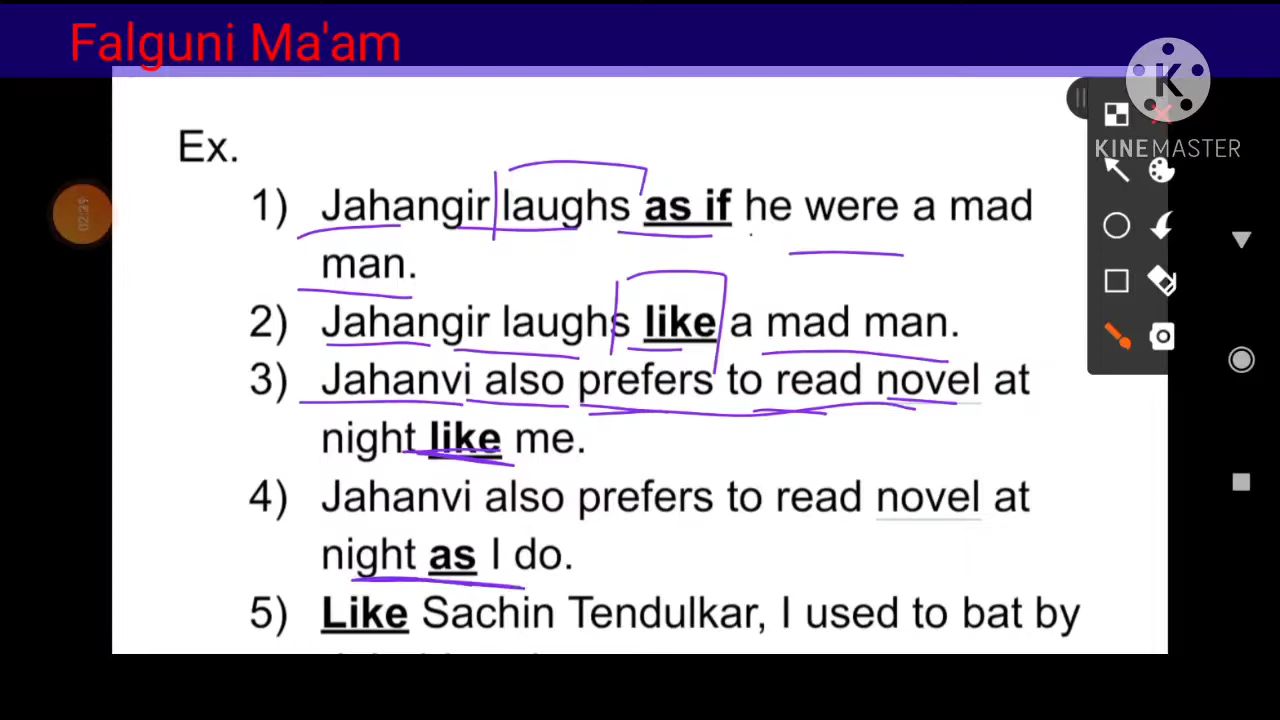 Falguni Ma'am
KINEMASTER
02:29
Ex.
1) Jahangir laughs as if he were a mad
man.
2) Jahangir laughs like a mad man.
3) Jahanvi also prefers to read novel at
night like me.
4) Jahanvi also prefers to read novel at
night as I do.
5) Like Sachin Tendulkar, I used to bat by